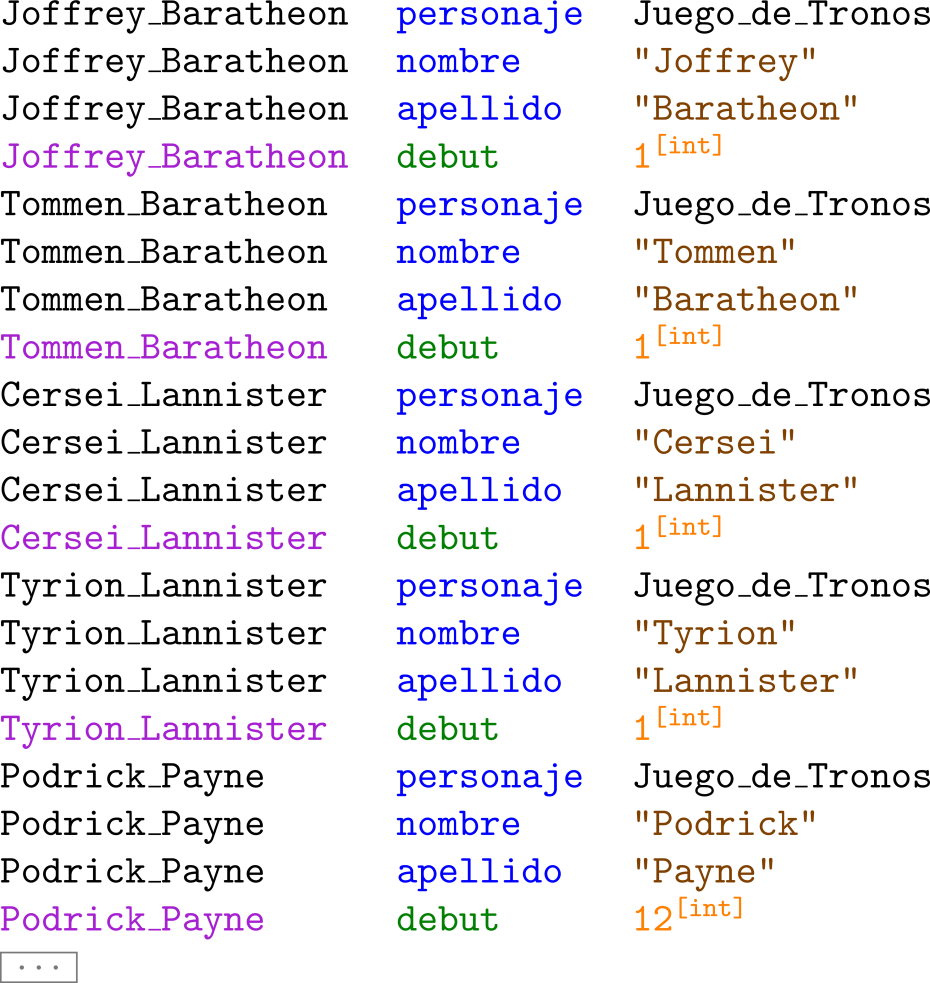 Joffrey_Baratheon personaje Juego_de_Tronos
Joffrey_Baratheon nombre "Joffrey"
Joffrey_Baratheon apellido "Baratheon"
Joffrey_Baratheon debut 1[int]
Tommen_Baratheon personaje Juego_de_Tronos
Tommen_Baratheon nombre "Tommen"
Tommen_Baratheon apellido "Baratheon"
Tommen_Baratheon debut 1[int]
Cersei_Lannister personaje Juego_de_Tronos
Cersei_Lannister nombre "Cersei"
Cersei_Lannister apellido "Lannister"
Cersei_Lannister debut 1[int]
Tyrion_Lannister personaje Juego_de_Tronos
Tyrion_Lannister nombre "Tyrion"
Tyrion_Lannister apellido "Lannister"
Tyrion_Lannister debut 1[int]
Podrick_Payne personaje Juego_de_Tronos
Podrick_Payne nombre "Podrick"
Podrick_Payne apellido "Payne"
Podrick_Payne debut 12[int]
...